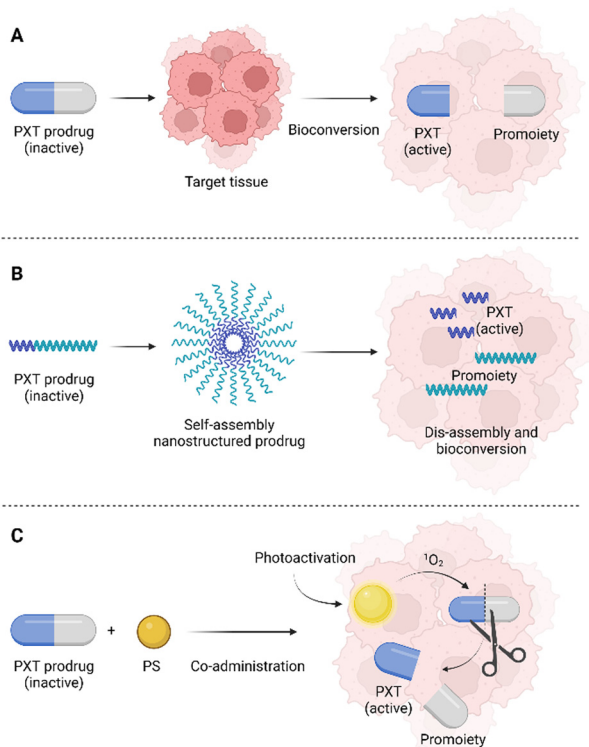 A
PXT prodrug
(inactive)
Target tissue
Bioconversion
PXT
(active)
Promoiety
B
PXT prodrug
(inactive)
Self-assembly
nanostructured prodrug
PXT
(active)
Promoiety
Dis-assembly and
bioconversion
C
Photoactivation
¹O₂
PXT prodrug
(inactive)
+
PS
Co-administration
PXT
(active)
Promoiety